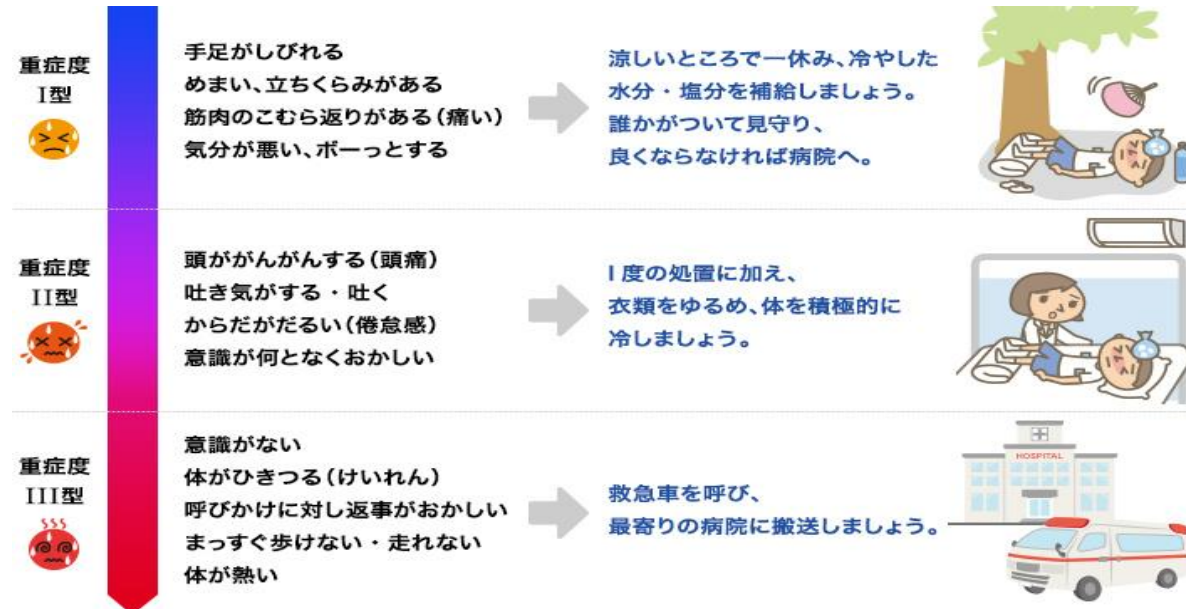 重症度
I型
手足がしびれる
めまい、立ちくらみがある
筋肉のこむら返りがある（痛い）
気分が悪い、ボーっとする
涼しいところで一休み、冷やした
水分・塩分を補給しましょう。
誰かがついて見守り、
良くならなければ病院へ。
重症度
II型
頭ががんがんする（頭痛）
吐き気がする・吐く
からだがだるい（倦怠感）
意識が何となくおかしい
I度の処置に加え、
衣類をゆるめ、体を積極的に
冷しましょう。
重症度
III型
意識がない
体がひきつる（けいれん）
呼びかけに対し返事がおかしい
まっすぐ歩けない・走れない
体が熱い
救急車を呼び、
最寄りの病院に搬送しましょう。
HOSPITAL